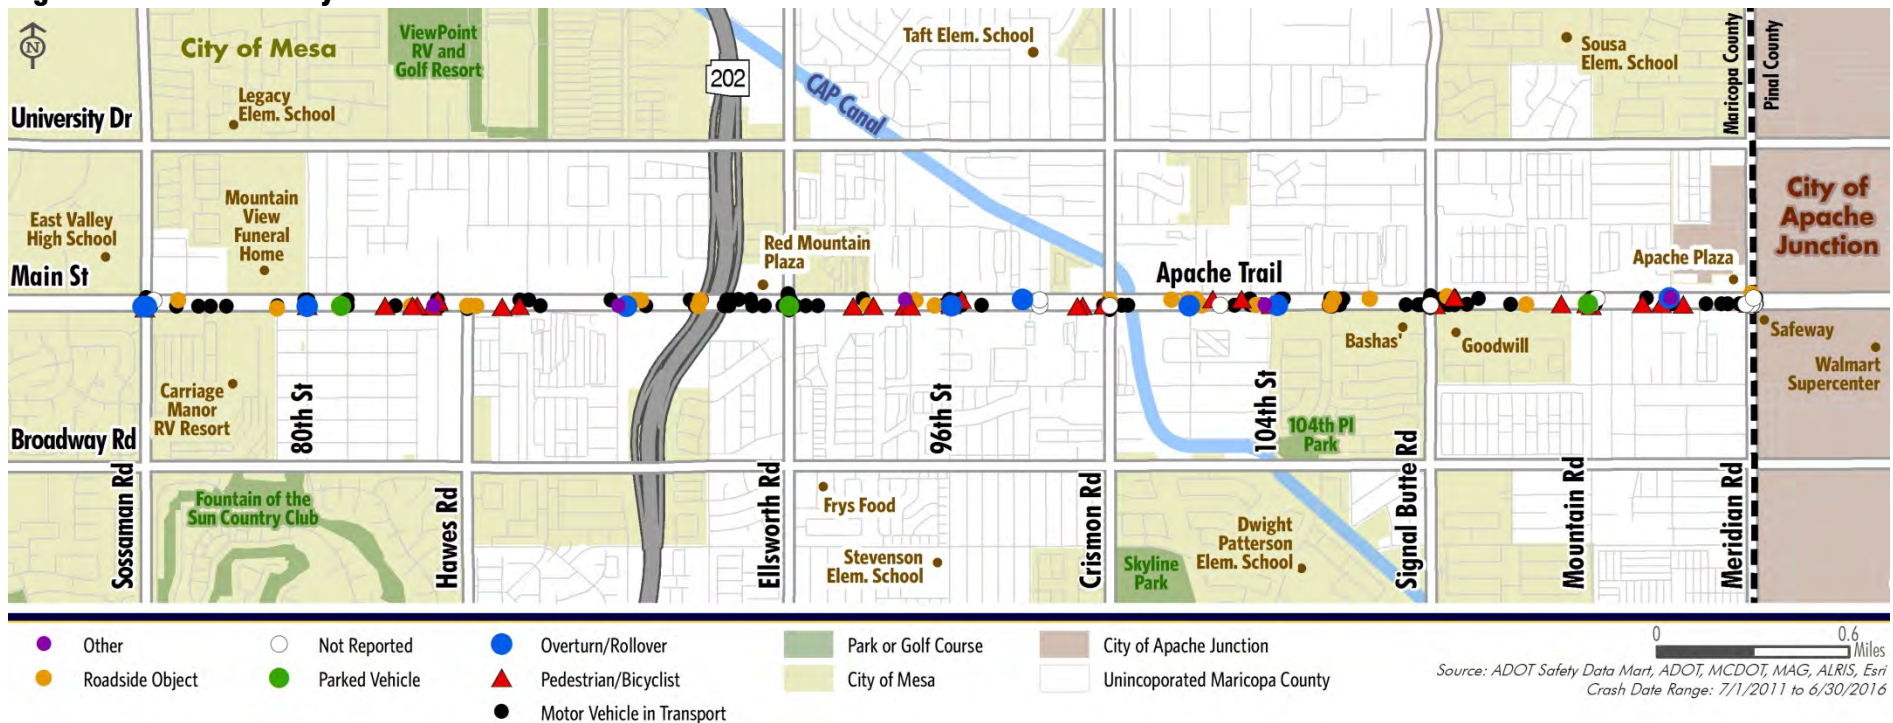 N
City of Mesa
ViewPoint
RV and
Golf Resort
Legacy
Elem. School
University Dr
202
CAP Canal
Taft Elem. School
Sousa
Elem. School
Maricopa County
Pinal County
East Valley
High School
Mountain
View
Funeral
Home
Main St
Red Mountain
Plaza
Apache Trail
Apache Plaza
City of
Apache
Junction
Carriage
Manor
RV Resort
80th St
96th St
104th St
104th Pl
Park
Bashas'
Goodwill
Safeway
Walmart
Supercenter
Broadway Rd
Sossaman Rd
Fountain of the
Sun Country Club
Hawes Rd
Ellsworth Rd
Frys Food
Stevenson
Elem. School
Crismon Rd
Skyline
Park
Dwight
Patterson
Elem. School
Signal Butte Rd
Mountain Rd
Meridian Rd
Other
Not Reported
Overturn/Rollover
Park or Golf Course
City of Apache Junction
0
0.6
Miles
Roadside Object
Parked Vehicle
Pedestrian/Bicyclist
City of Mesa
Unincoporated Maricopa County
Motor Vehicle in Transport
Source: ADOT Safety Data Mart, ADOT, MCDOT, MAG, ALRIS, Esri
Crash Date Range: 7/1/2011 to 6/30/2016